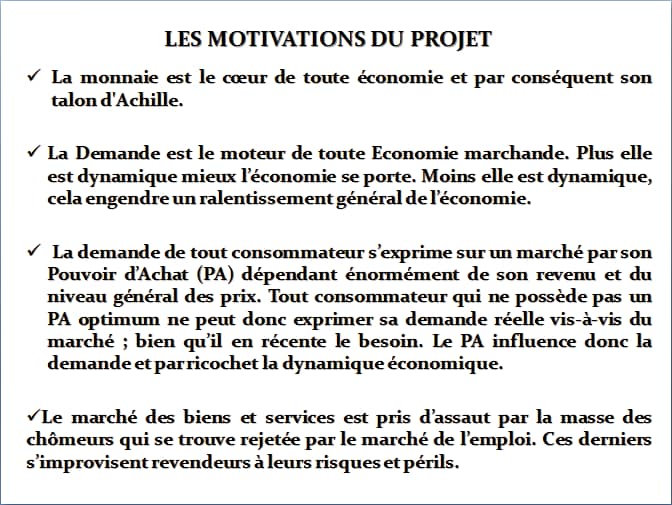 LES MOTIVATIONS DU PROJET
✓ La monnaie est le cœur de toute économie et par conséquent son
talon d'Achille.
✓ La Demande est le moteur de toute Economie marchande. Plus elle
est dynamique mieux l’économie se porte. Moins elle est dynamique,
cela engendre un ralentissement général de l’économie.
✓ La demande de tout consommateur s’exprime sur un marché par son
Pouvoir d’Achat (PA) dépendant énormément de son revenu et du
niveau général des prix. Tout consommateur qui ne possède pas un
PA optimum ne peut donc exprimer sa demande réelle vis-à-vis du
marché ; bien qu’il en récente le besoin. Le PA influence donc la
demande et par ricochet la dynamique économique.
✓Le marché des biens et services est pris d’assaut par la masse des
chômeurs qui se trouve rejetée par le marché de l’emploi. Ces derniers
s’improvisent revendeurs à leurs risques et périls.